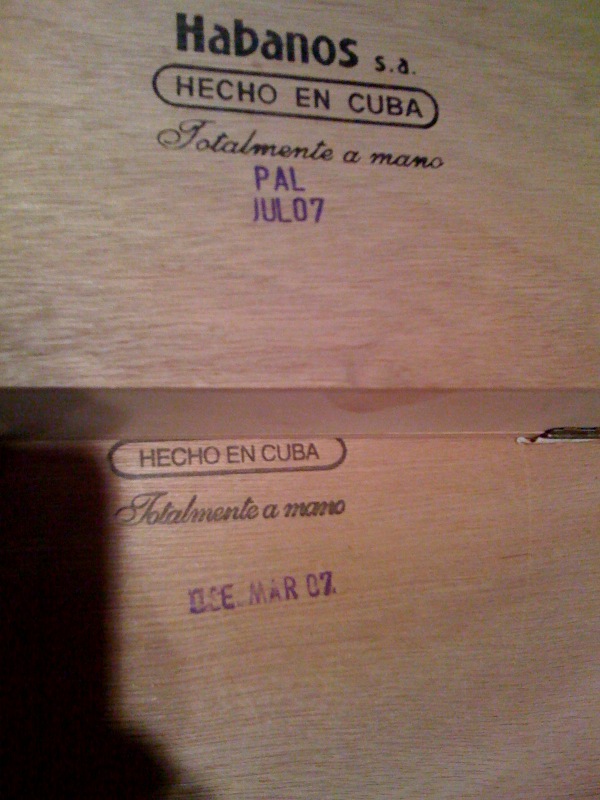 Habanos s.a.
HECHO EN CUBA
Totalmente a mano
PAL
JUL07
HECHO EN CUBA
Totalmente a mano
MAR 07.